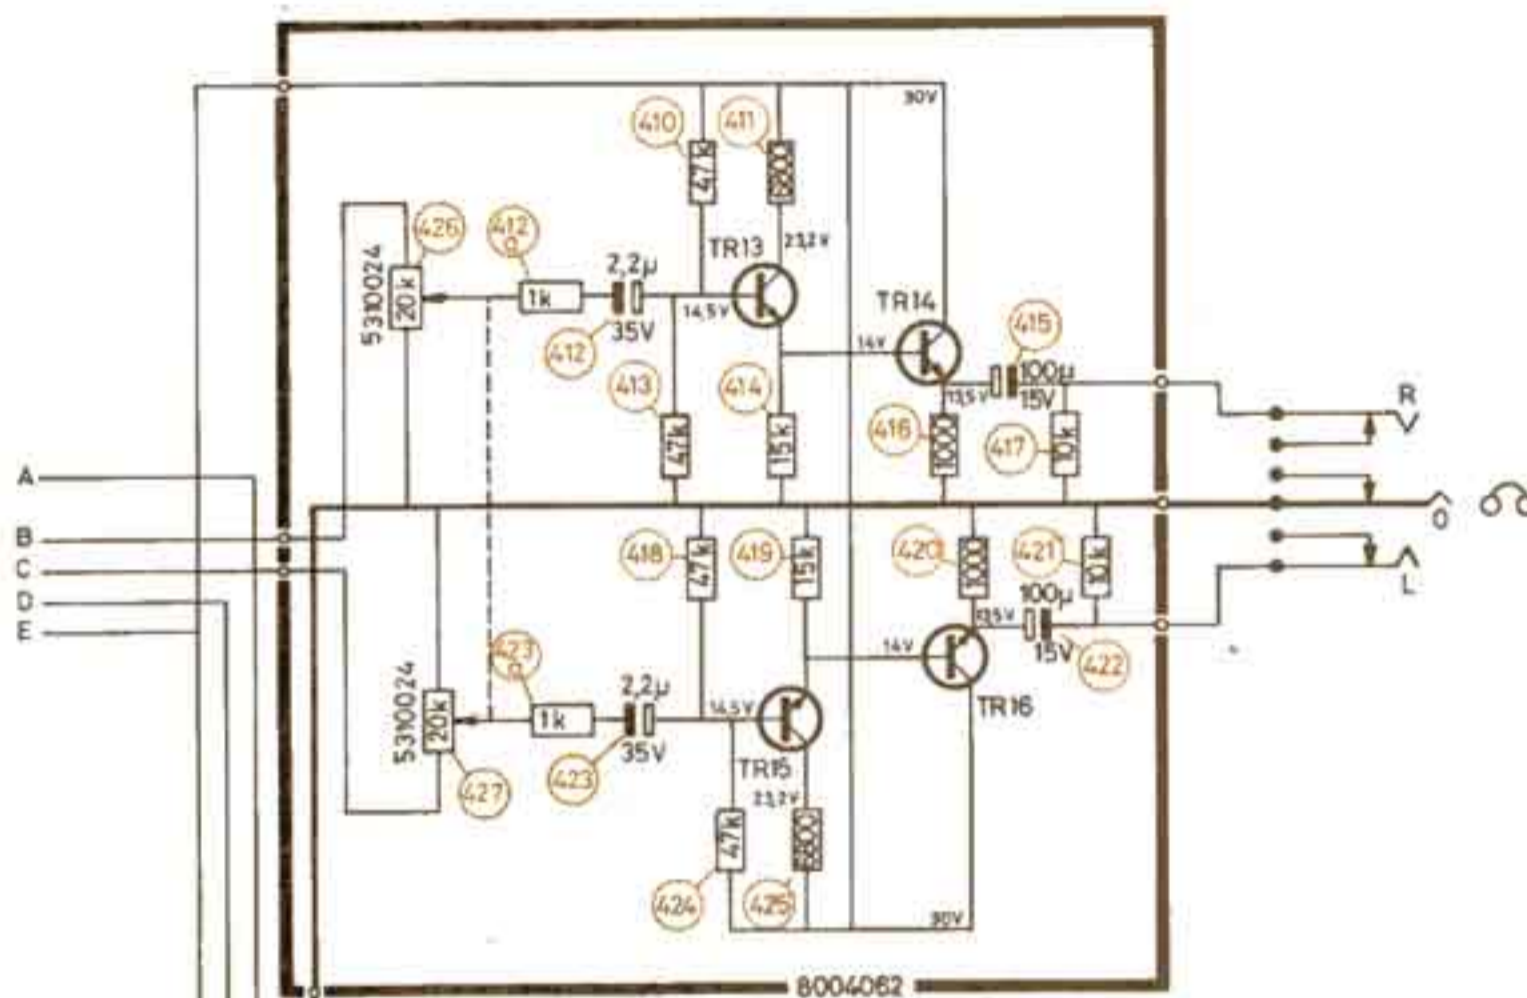 30V
410
411
47k
6800
426
412
a
TR13
23,2V
5310024
20k
1k
2,2µ
14,5V
35V
412
TR14
415
14V
100µ
13,5V
15V
413
414
416
417
47k
15k
1000
10k
R
A
B
C
D
E
0
L
418
47k
419
15k
420
1000
421
10k
100µ
13,5V
15V
422
423
a
14V
TR16
5310024
20k
1k
2,2µ
14,5V
35V
423
TR15
427
23,2V
47k
6800
424
425
30V
8004062